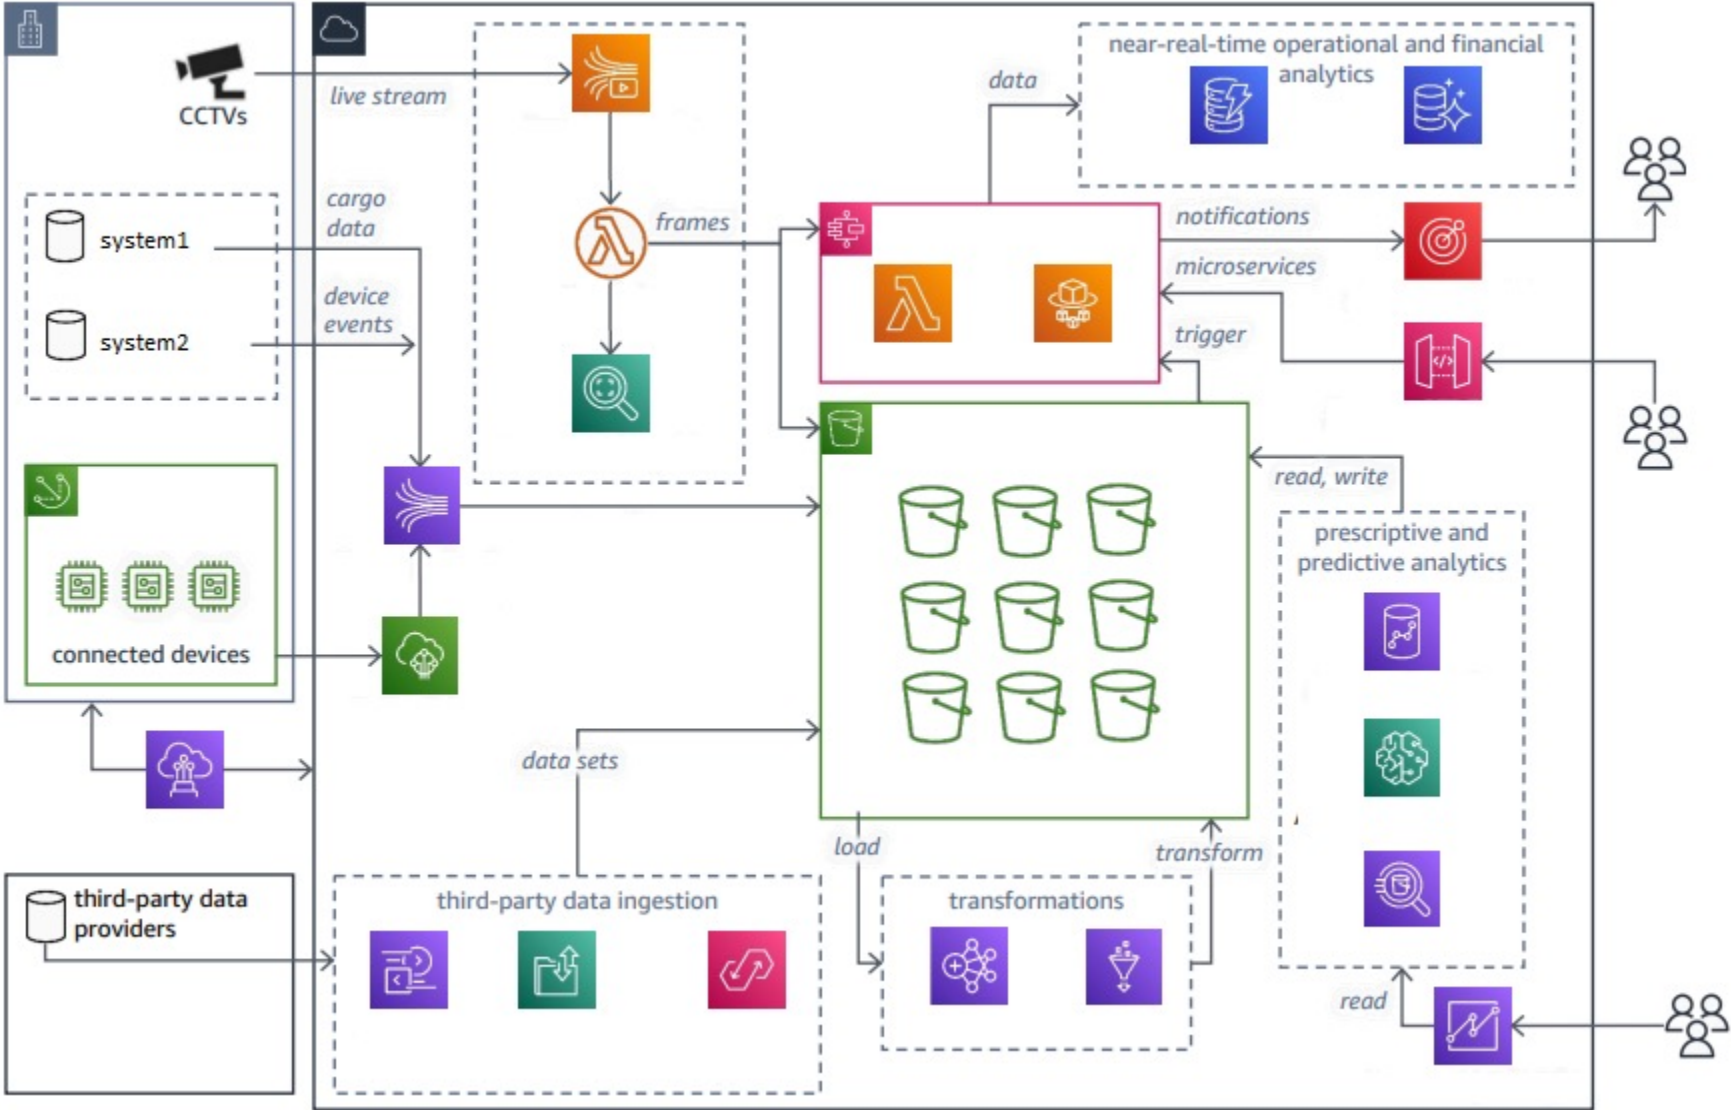 near-real-time operational and financial
analytics
data
live stream
CCTVs
cargo
data
system1
frames
notifications
microservices
device
events
system2
trigger
read, write
prescriptive and
predictive analytics
connected devices
data sets
load
transform
third-party data
providers
third-party data ingestion
transformations
read